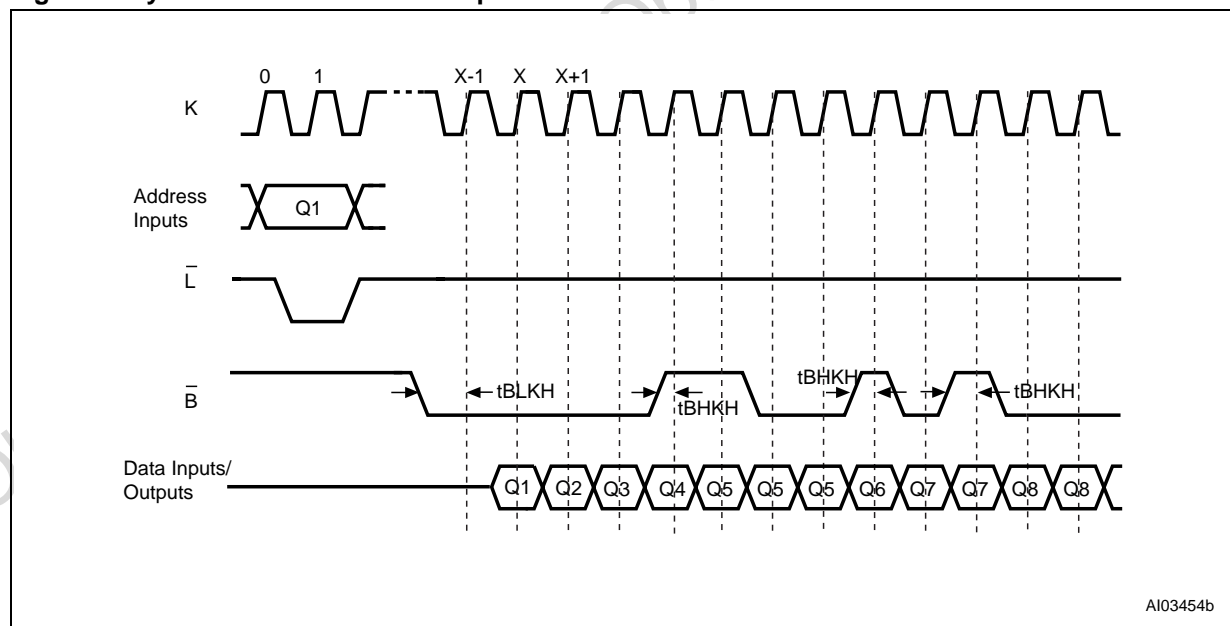 0 1 X-1 X X+1
K
Address
Inputs
Q1
L̅
B̅
tBLKH
tBHKH
tBHKH
tBHKH
Data Inputs/
Outputs
Q1 Q2 Q3 Q4 Q5 Q5 Q5 Q6 Q7 Q7 Q8 Q8
AI03454b